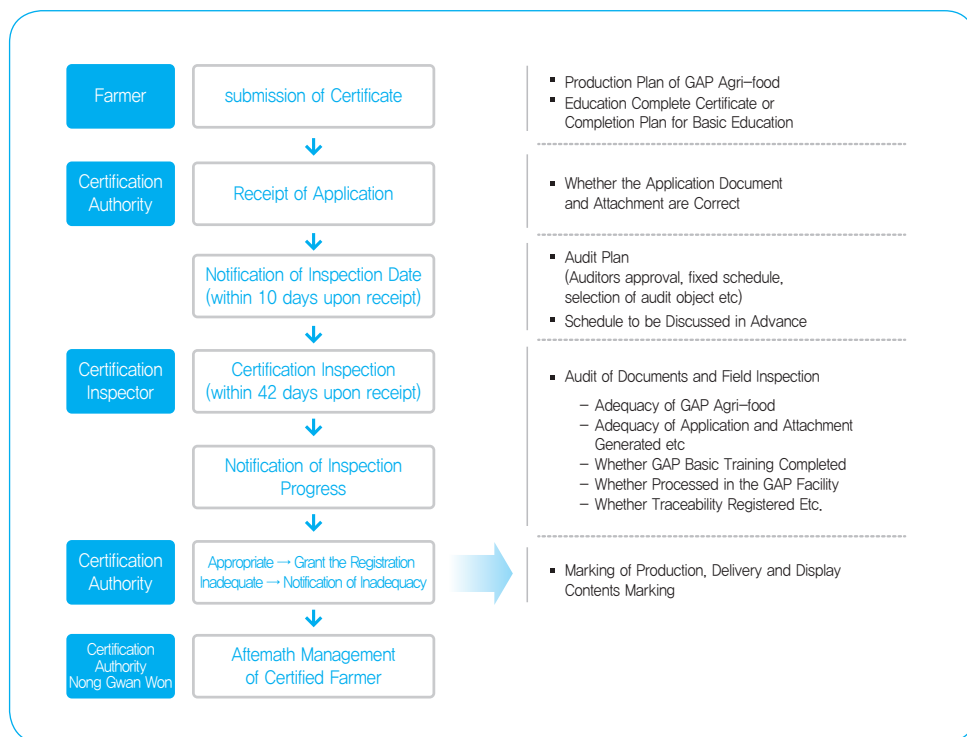 Farmer
submission of Certificate
▪ Production Plan of GAP Agri-food
▪ Education Complete Certificate or
Completion Plan for Basic Education
Certification
Authority
Receipt of Application
▪ Whether the Application Document
and Attachment are Correct
Notification of Inspection Date
(within 10 days upon receipt)
▪ Audit Plan
(Auditors approval, fixed schedule,
selection of audit object etc)
▪ Schedule to be Discussed in Advance
Certification
Inspector
Certification Inspection
(within 42 days upon receipt)
▪ Audit of Documents and Field Inspection
– Adequacy of GAP Agri-food
– Adequacy of Application and Attachment
Generated etc
– Whether GAP Basic Training Completed
– Whether Processed in the GAP Facility
– Whether Traceability Registered Etc.
Notification of Inspection
Progress
Certification
Authority
Appropriate → Grant the Registration
Inadequate → Notification of Inadequacy
▪ Marking of Production, Delivery and Display
Contents Marking
Certification
Authority
Nong Gwan Won
Aftemath Management
of Certified Farmer